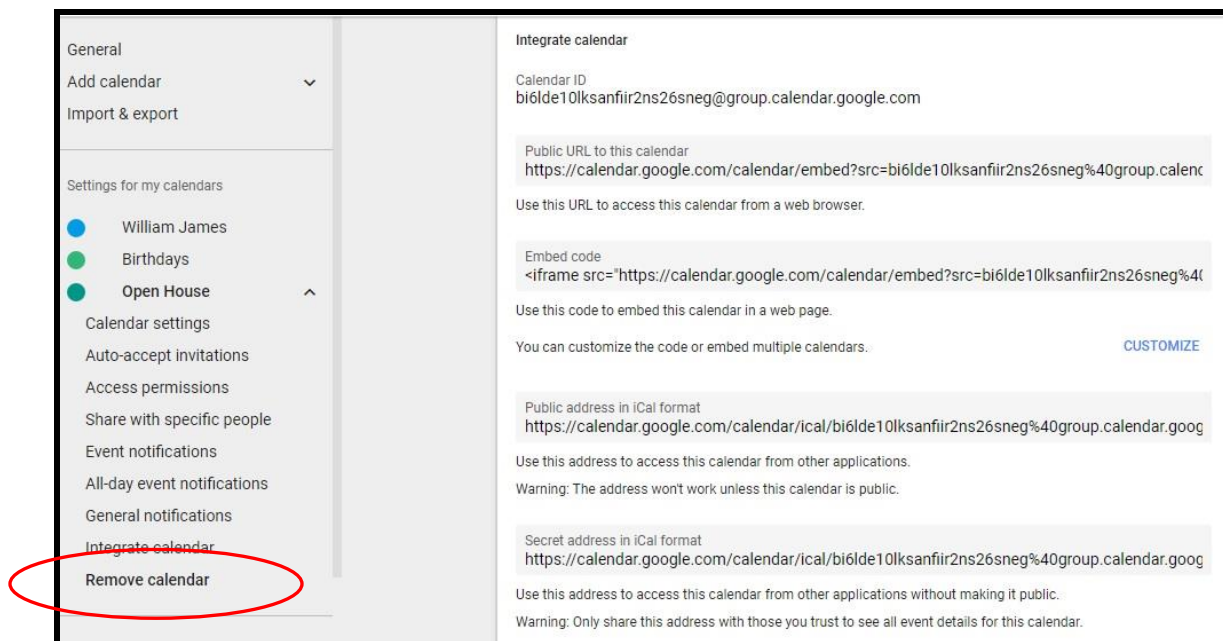 General
Add calendar
Import & export
Settings for my calendars
William James
Birthdays
Open House
Calendar settings
Auto-accept invitations
Access permissions
Share with specific people
Event notifications
All-day event notifications
General notifications
Integrate calendar
Remove calendar
Integrate calendar
Calendar ID
bi6lde10lksanfiir2ns26sneg@group.calendar.google.com
Public URL to this calendar
https://calendar.google.com/calendar/embed?src=bi6lde10lksanfiir2ns26sneg%40group.calenc
Use this URL to access this calendar from a web browser.
Embed code
<iframe src="https://calendar.google.com/calendar/embed?src=bi6lde10lksanfiir2ns26sneg%4(
Use this code to embed this calendar in a web page.
You can customize the code or embed multiple calendars.
CUSTOMIZE
Public address in iCal format
https://calendar.google.com/calendar/ical/bi6lde10lksanfiir2ns26sneg%40group.calendar.goog
Use this address to access this calendar from other applications.
Warning: The address won't work unless this calendar is public.
Secret address in iCal format
https://calendar.google.com/calendar/ical/bi6lde10lksanfiir2ns26sneg%40group.calendar.goog
Use this address to access this calendar from other applications without making it public.
Warning: Only share this address with those you trust to see all event details for this calendar.